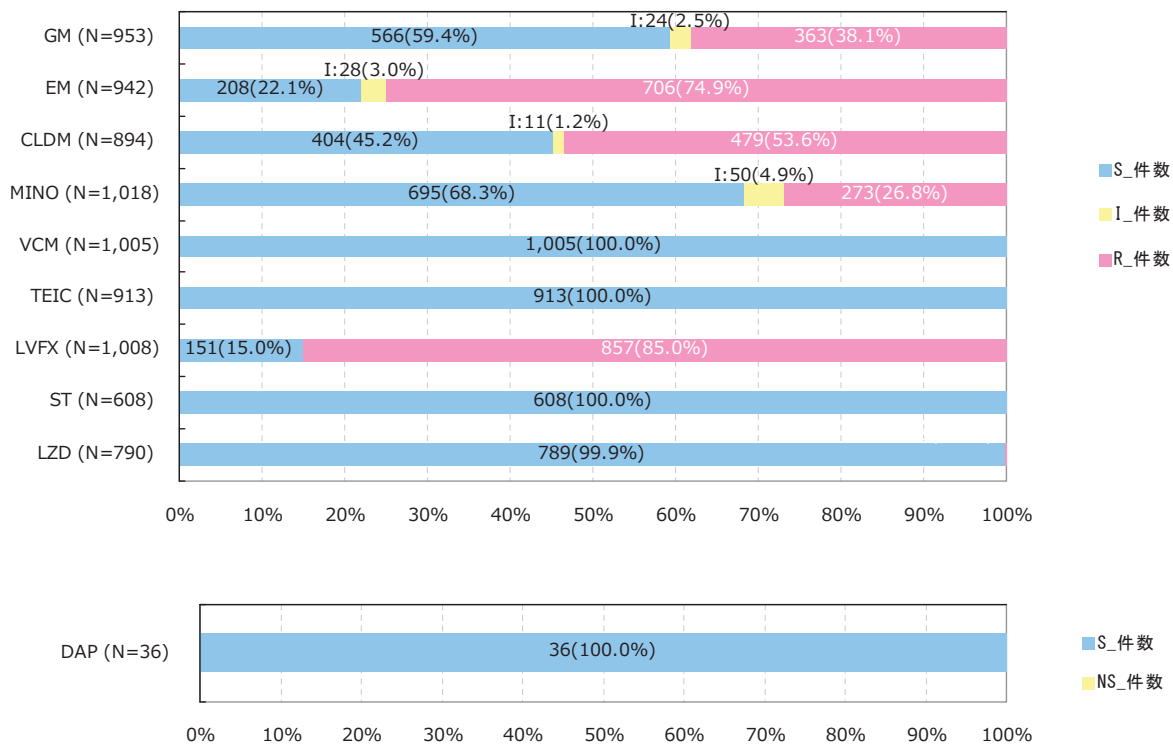 I:24(2.5%)
GM (N=953) 566(59.4%) 363(38.1%)
I:28(3.0%)
EM (N=942) 208(22.1%) 706(74.9%)
I:11(1.2%)
CLDM (N=894) 404(45.2%) 479(53.6%)
I:50(4.9%)
MINO (N=1,018) 695(68.3%) 273(26.8%)
VCM (N=1,005) 1,005(100.0%)
TEIC (N=913) 913(100.0%)
LVFX (N=1,008) 151(15.0%) 857(85.0%)
ST (N=608) 608(100.0%)
LZD (N=790) 789(99.9%)
0% 10% 20% 30% 40% 50% 60% 70% 80% 90% 100%
S_件数
I_件数
R_件数
DAP (N=36) 36(100.0%)
0% 10% 20% 30% 40% 50% 60% 70% 80% 90% 100%
S_件数
NS_件数